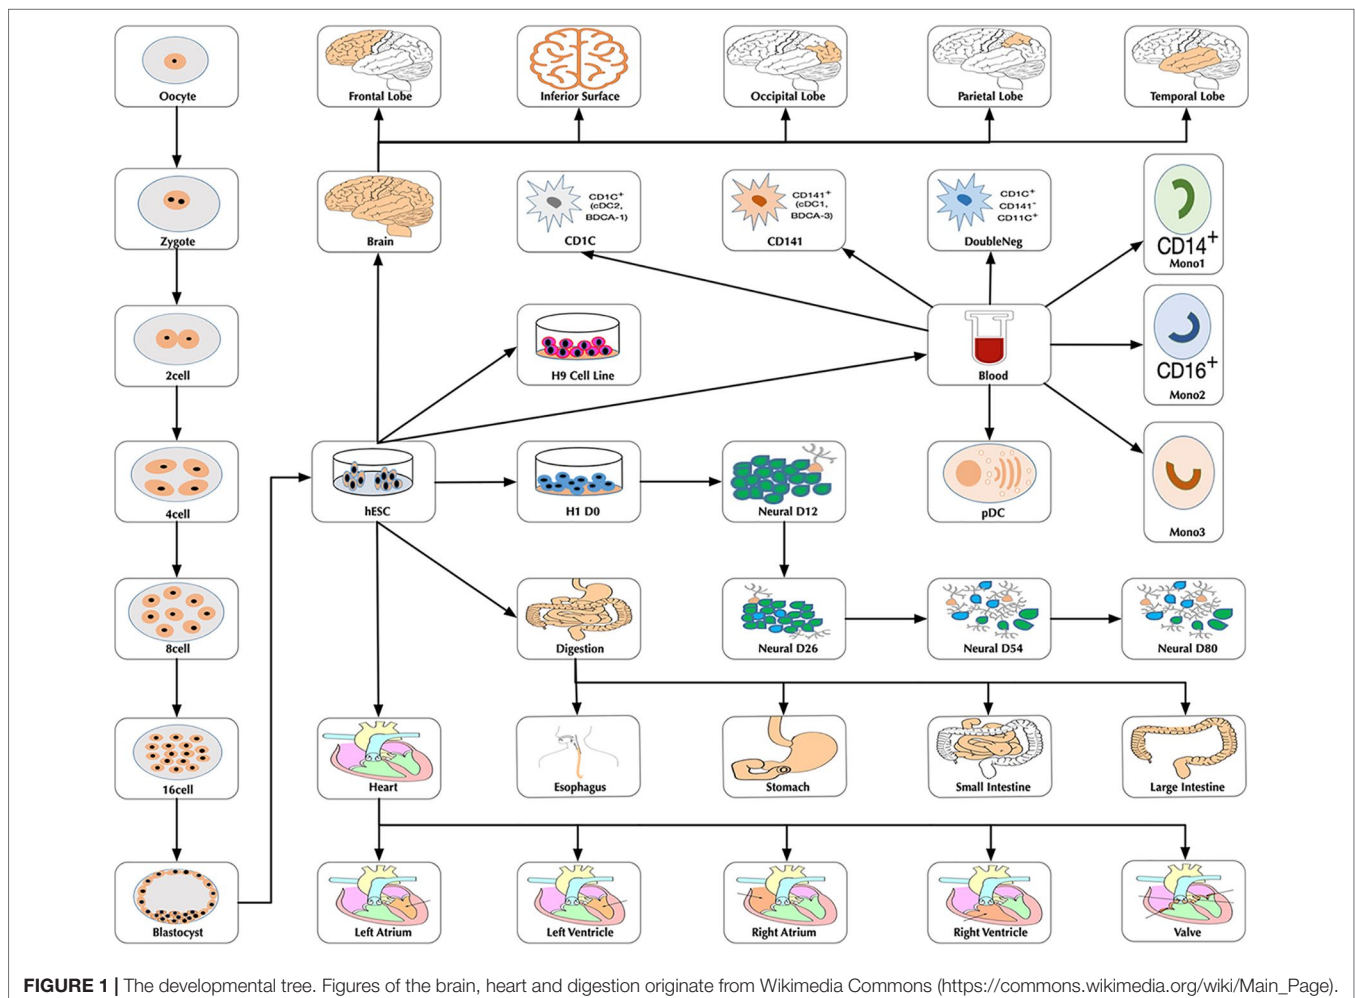 Oocyte
Frontal Lobe
Inferior Surface
Occipital Lobe
Parietal Lobe
Temporal Lobe
Zygote
Brain
CD1C+
(cDC2,
BDCA-1)
CD1C
CD141+
(cDC1,
BDCA-3)
CD141
CD1C+
CD141-
CD11C+
DoubleNeg
CD14+
Mono1
2cell
H9 Cell Line
Blood
CD16+
Mono2
4cell
hESC
H1 D0
Neural D12
pDC
Mono3
8cell
Digestion
Neural D26
Neural D54
Neural D80
16cell
Heart
Esophagus
Stomach
Small Intestine
Large Intestine
Blastocyst
Left Atrium
Left Ventricle
Right Atrium
Right Ventricle
Valve
FIGURE 1 | The developmental tree. Figures of the brain, heart and digestion originate from Wikimedia Commons (https://commons.wikimedia.org/wiki/Main_Page).